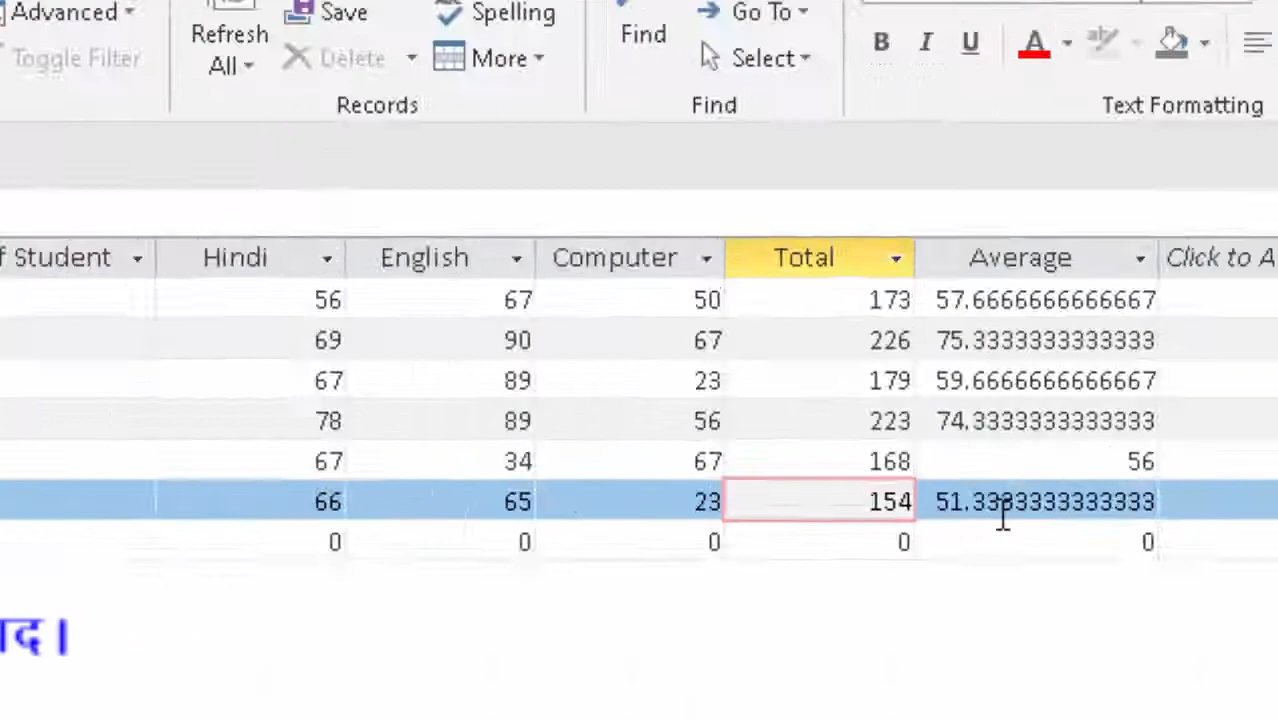 Advanced Save Spelling Go To
Refresh All Find
Toggle Filter Delete More Select B I U A
Records Find Text Formatting
Student Hindi English Computer Total Average Click to A
56 67 50 173 57.6666666666667
69 90 67 226 75.3333333333333
67 89 23 179 59.6666666666667
78 89 56 223 74.3333333333333
67 34 67 168 56
66 65 23 154 51.3333333333333
0 0 0 0 0